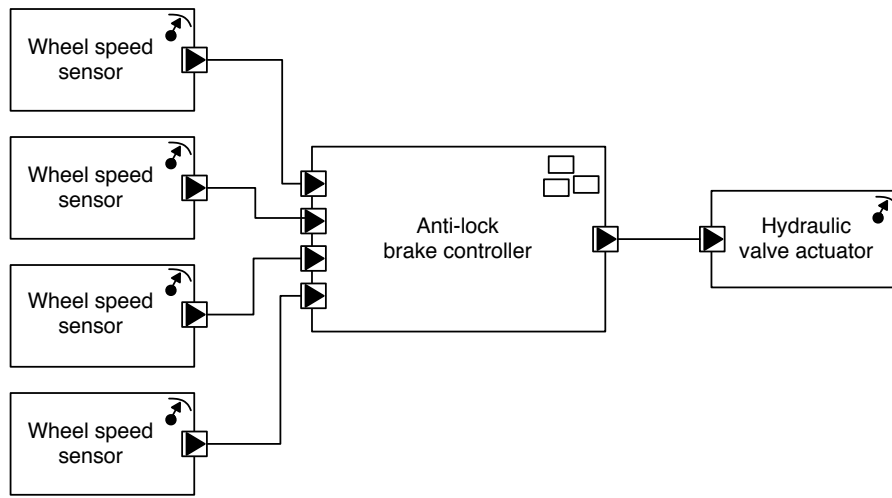 Wheel speed
sensor
Wheel speed
sensor
Wheel speed
sensor
Wheel speed
sensor
Anti-lock
brake controller
Hydraulic
valve actuator